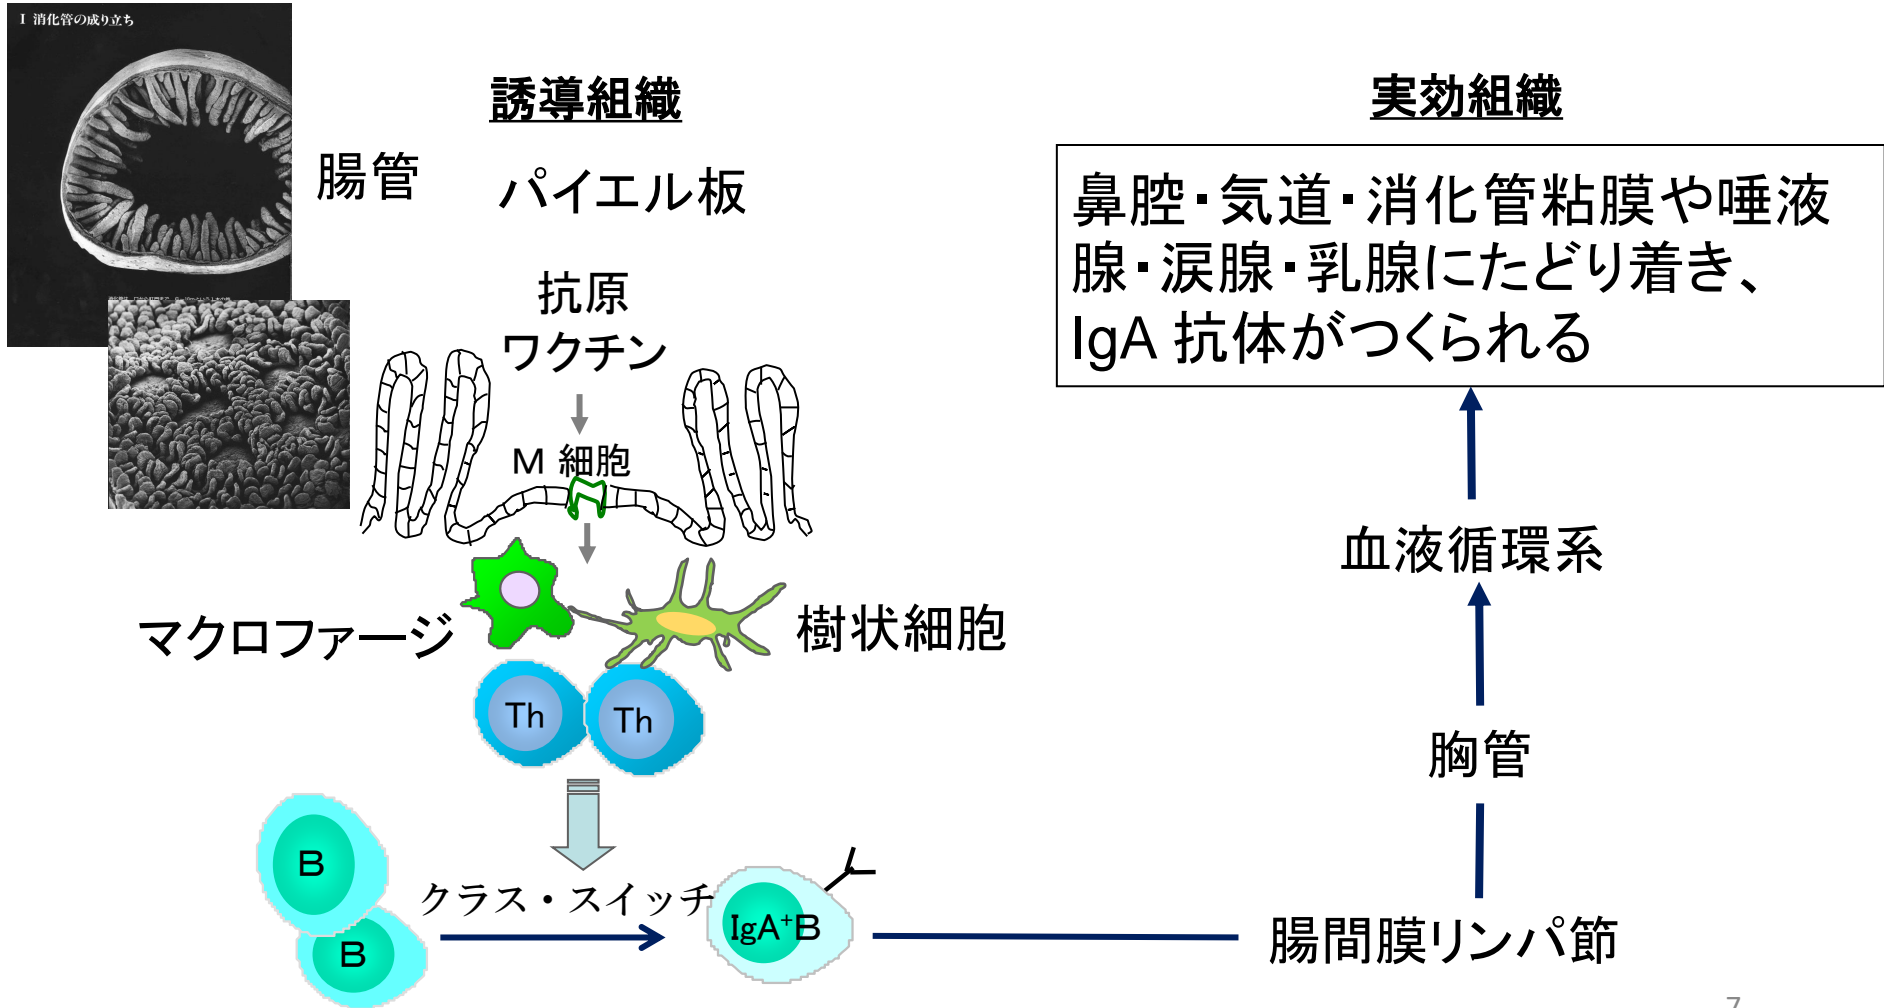 I 消化管の成り立ち
誘導組織
実効組織
腸管
パイエル板
鼻腔・気道・消化管粘膜や唾液
腺・涙腺・乳腺にたどり着き、
IgA 抗体がつくられる
抗原
ワクチン
M 細胞
血液循環系
マクロファージ
樹状細胞
Th
Th
胸管
B
クラス・スイッチ
B
IgA⁺B
腸間膜リンパ節
7